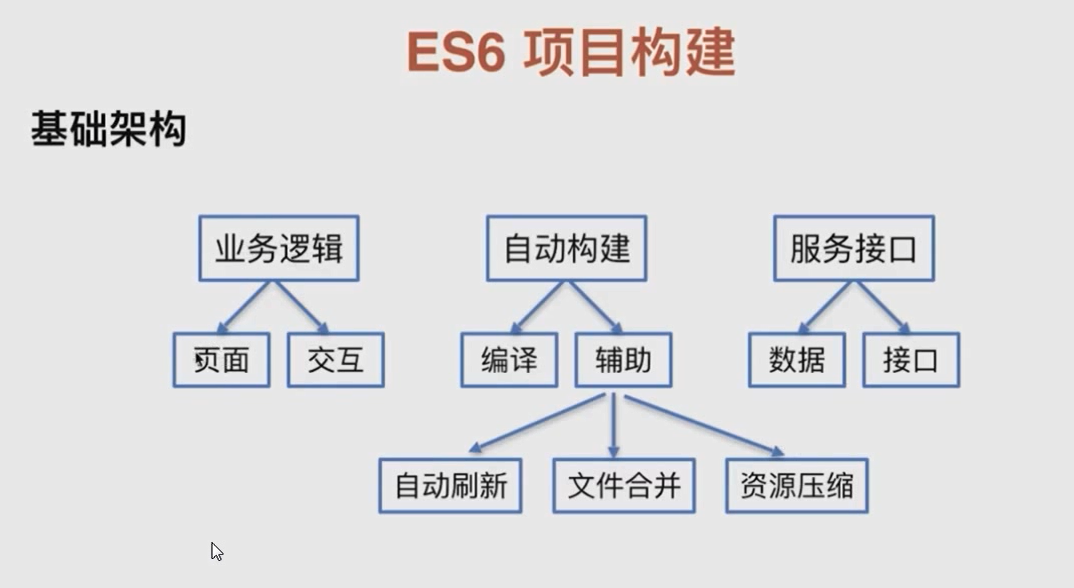 ES6 项目构建
基础架构
业务逻辑 自动构建 服务接口
页面 交互 编译 辅助 数据 接口
自动刷新 文件合并 资源压缩